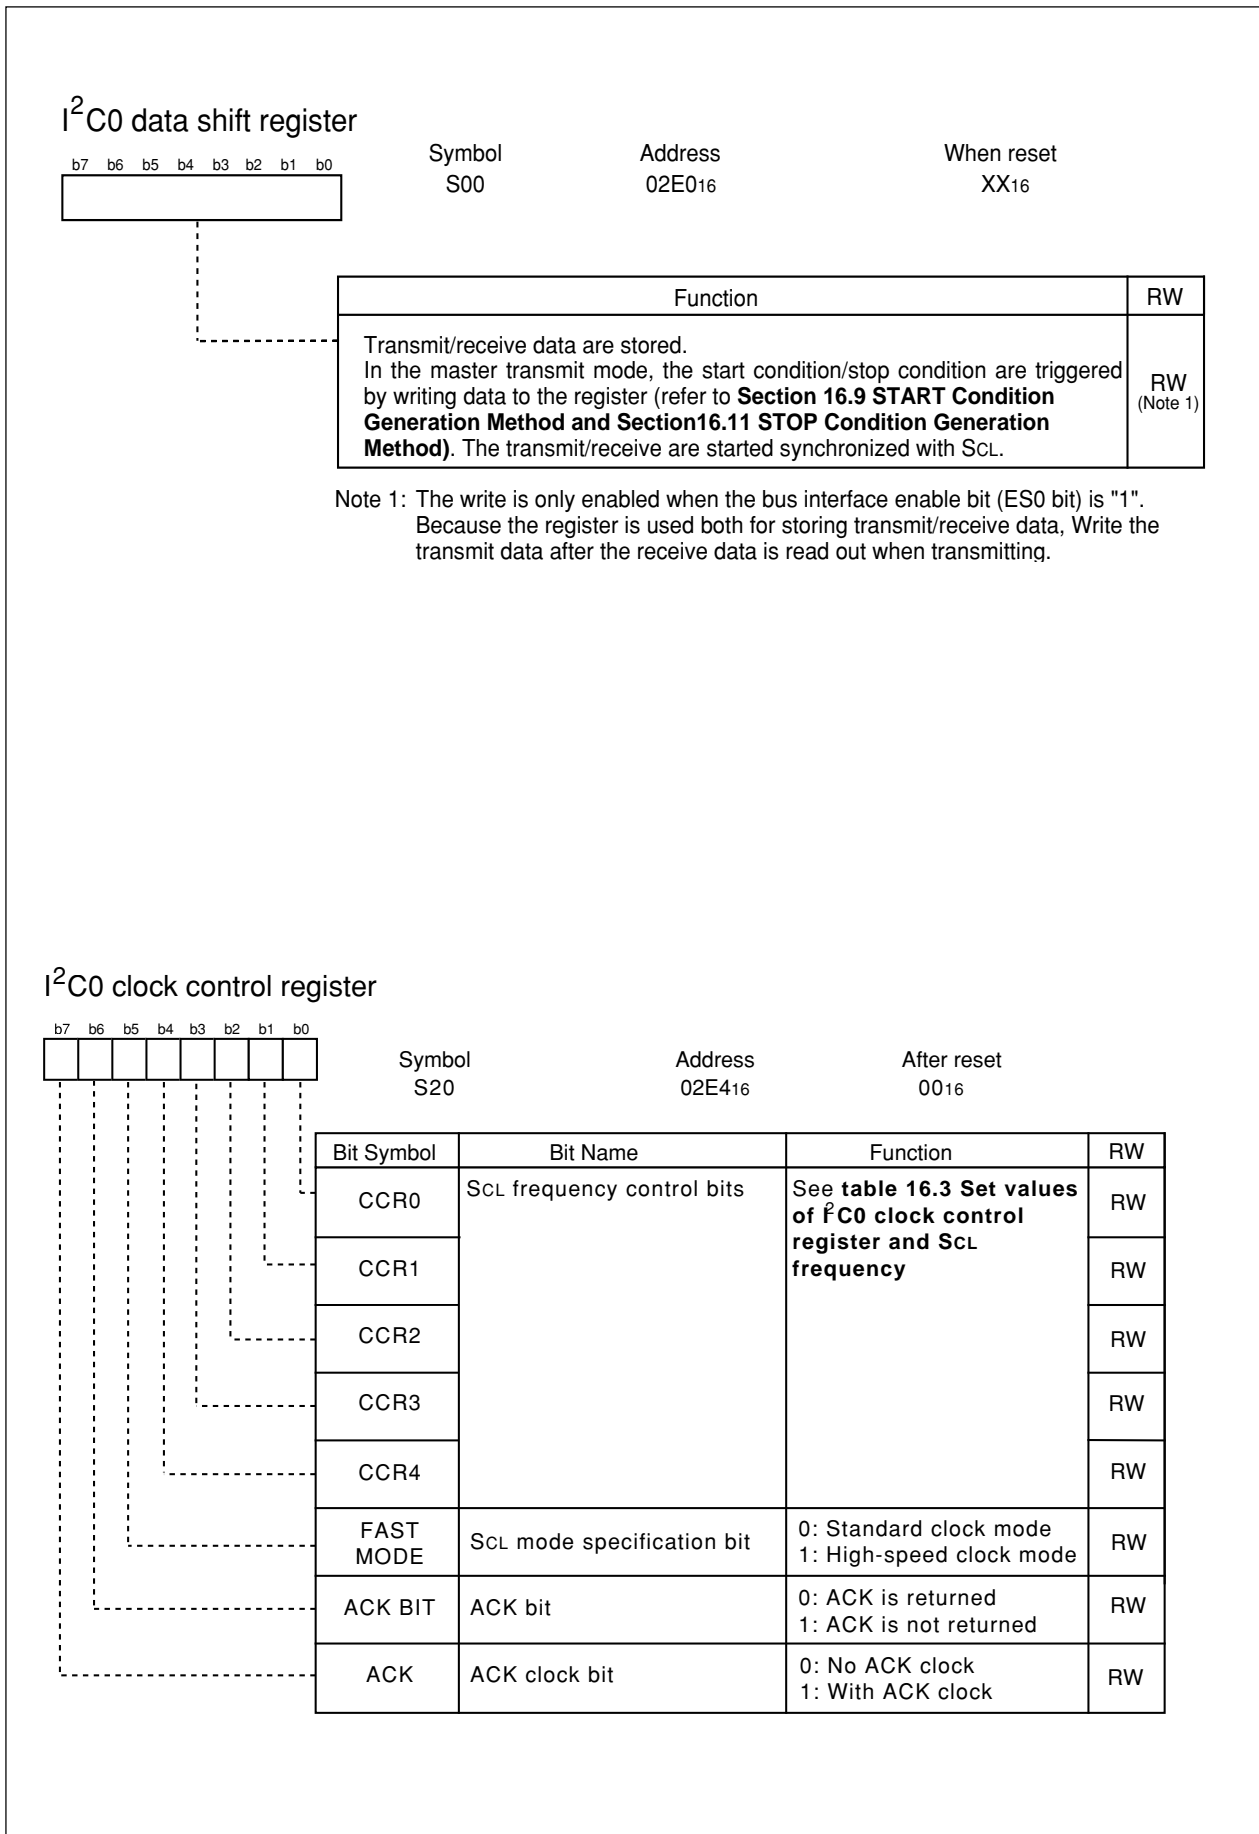 I²C0 data shift register
b7 b6 b5 b4 b3 b2 b1 b0
Symbol Address When reset
S00 02E016 XX16
Function RW
Transmit/receive data are stored.
In the master transmit mode, the start condition/stop condition are triggered
by writing data to the register (refer to Section 16.9 START Condition
Generation Method and Section16.11 STOP Condition Generation
Method). The transmit/receive are started synchronized with SCL.
RW
(Note 1)
Note 1: The write is only enabled when the bus interface enable bit (ES0 bit) is "1".
Because the register is used both for storing transmit/receive data, Write the
transmit data after the receive data is read out when transmitting.
I²C0 clock control register
b7 b6 b5 b4 b3 b2 b1 b0
Symbol Address After reset
S20 02E416 0016
Bit Symbol Bit Name Function RW
CCR0 SCL frequency control bits See table 16.3 Set values
of I²C0 clock control
register and SCL
frequency
RW
CCR1 RW
CCR2 RW
CCR3 RW
CCR4 RW
FAST
MODE
SCL mode specification bit
0: Standard clock mode
1: High-speed clock mode
RW
ACK BIT ACK bit
0: ACK is returned
1: ACK is not returned
RW
ACK ACK clock bit
0: No ACK clock
1: With ACK clock
RW